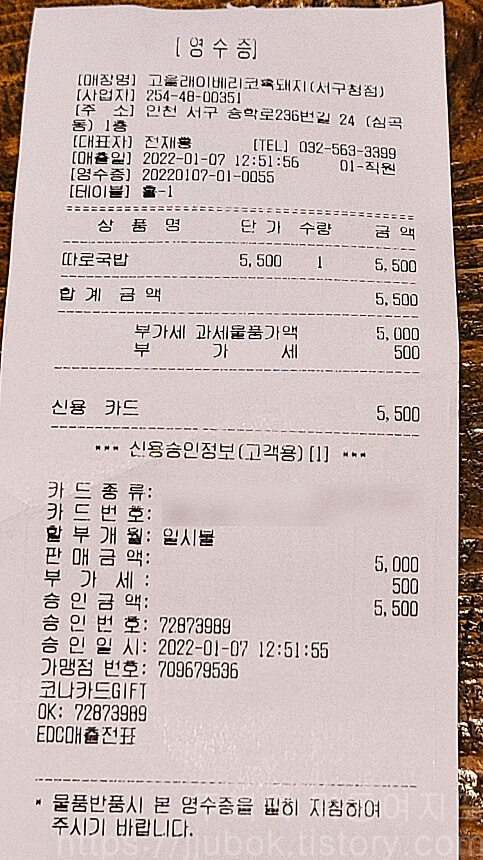 [영수증]
[매장명] 고을래이베리코흑돼지(서구청점)
[사업자] 254-48-00351
[주 소] 인천 서구 승학로236번길 24 (심곡
동) 1층
[대표자] 전재홍 [TEL] 032-563-3399
[매출일] 2022-01-07 12:51:56 01-직원
[영수증] 20220107-01-0055
[테이블] 홀-1
상 품 명 단 가 수량 금 액
따로국밥 5,500 1 5,500
합 계 금 액 5,500
부가세 과세물품가액 5,000
부 가 세 500
신용 카드 5,500
*** 신용승인정보(고객용) [1] ***
카 드 종 류:
카 드 번 호:
할 부 개 월: 일시불
판 매 금 액: 5,000
부 가 세 : 500
승 인 금 액: 5,500
승 인 번 호: 72873989
승 인 일 시: 2022-01-07 12:51:55
가맹점 번호: 709679536
코나카드GIFT
OK: 72873989
EDC매출전표
* 물품반품시 본 영수증을 필히 지참하여
주시기 바랍니다.